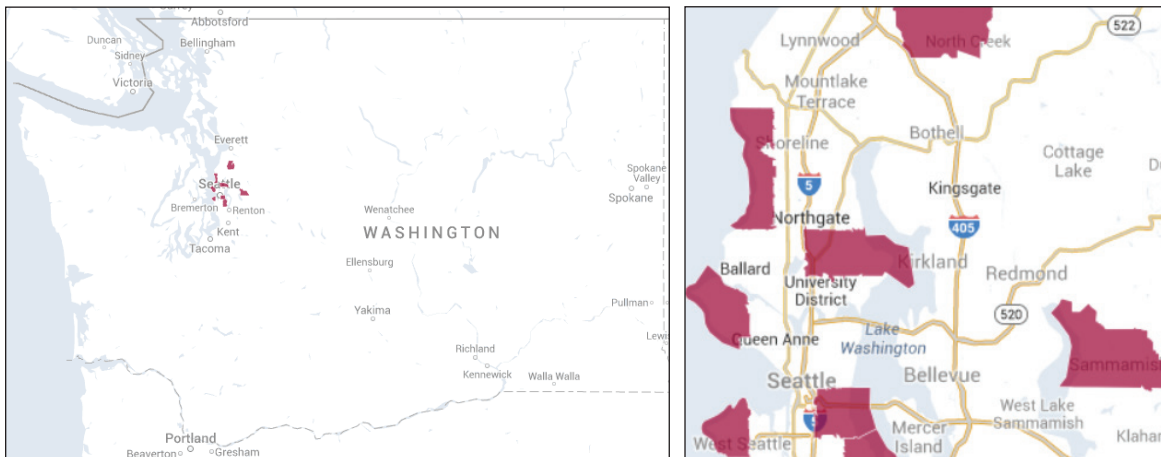 Abbotsford
Duncan
Sidney
Bellingham
Victoria
Everett
Seattle
Bremerton
Renton
Kent
Tacoma
Wenatchee
WASHINGTON
Ellensburg
Yakima
Spokane
Valley
Spokane
Pullman
Lewi
Richland
Kennewick
Walla Walla
Portland
Beaverton
Gresham
522
Lynnwood
North Creek
Mountlake
Terrace
Bothell
Shoreline
Cottage
Lake
5
Kingsgate
Northgate
405
Kirkland
Ballard
Redmond
University
District
520
Queen Anne
Lake
Washington
Sammamis
Seattle
Bellevue
5
West Lake
Sammamish
Mercer
Island
West Seattle
Klahan